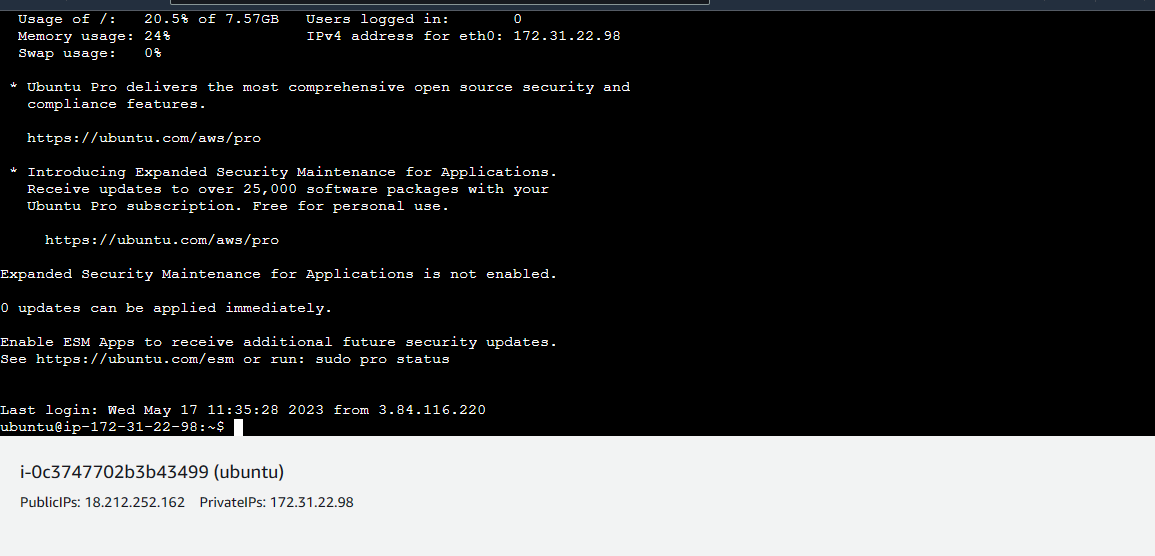 Usage of /:   20.5% of 7.57GB   Users logged in:       0
Memory usage: 24%               IPv4 address for eth0: 172.31.22.98
Swap usage:   0%
* Ubuntu Pro delivers the most comprehensive open source security and
compliance features.
https://ubuntu.com/aws/pro
* Introducing Expanded Security Maintenance for Applications.
Receive updates to over 25,000 software packages with your
Ubuntu Pro subscription. Free for personal use.
https://ubuntu.com/aws/pro
Expanded Security Maintenance for Applications is not enabled.
0 updates can be applied immediately.
Enable ESM Apps to receive additional future security updates.
See https://ubuntu.com/esm or run: sudo pro status
Last login: Wed May 17 11:35:28 2023 from 3.84.116.220
ubuntu@ip-172-31-22-98:~$
i-0c3747702b3b43499 (ubuntu)
PublicIPs: 18.212.252.162    PrivateIPs: 172.31.22.98